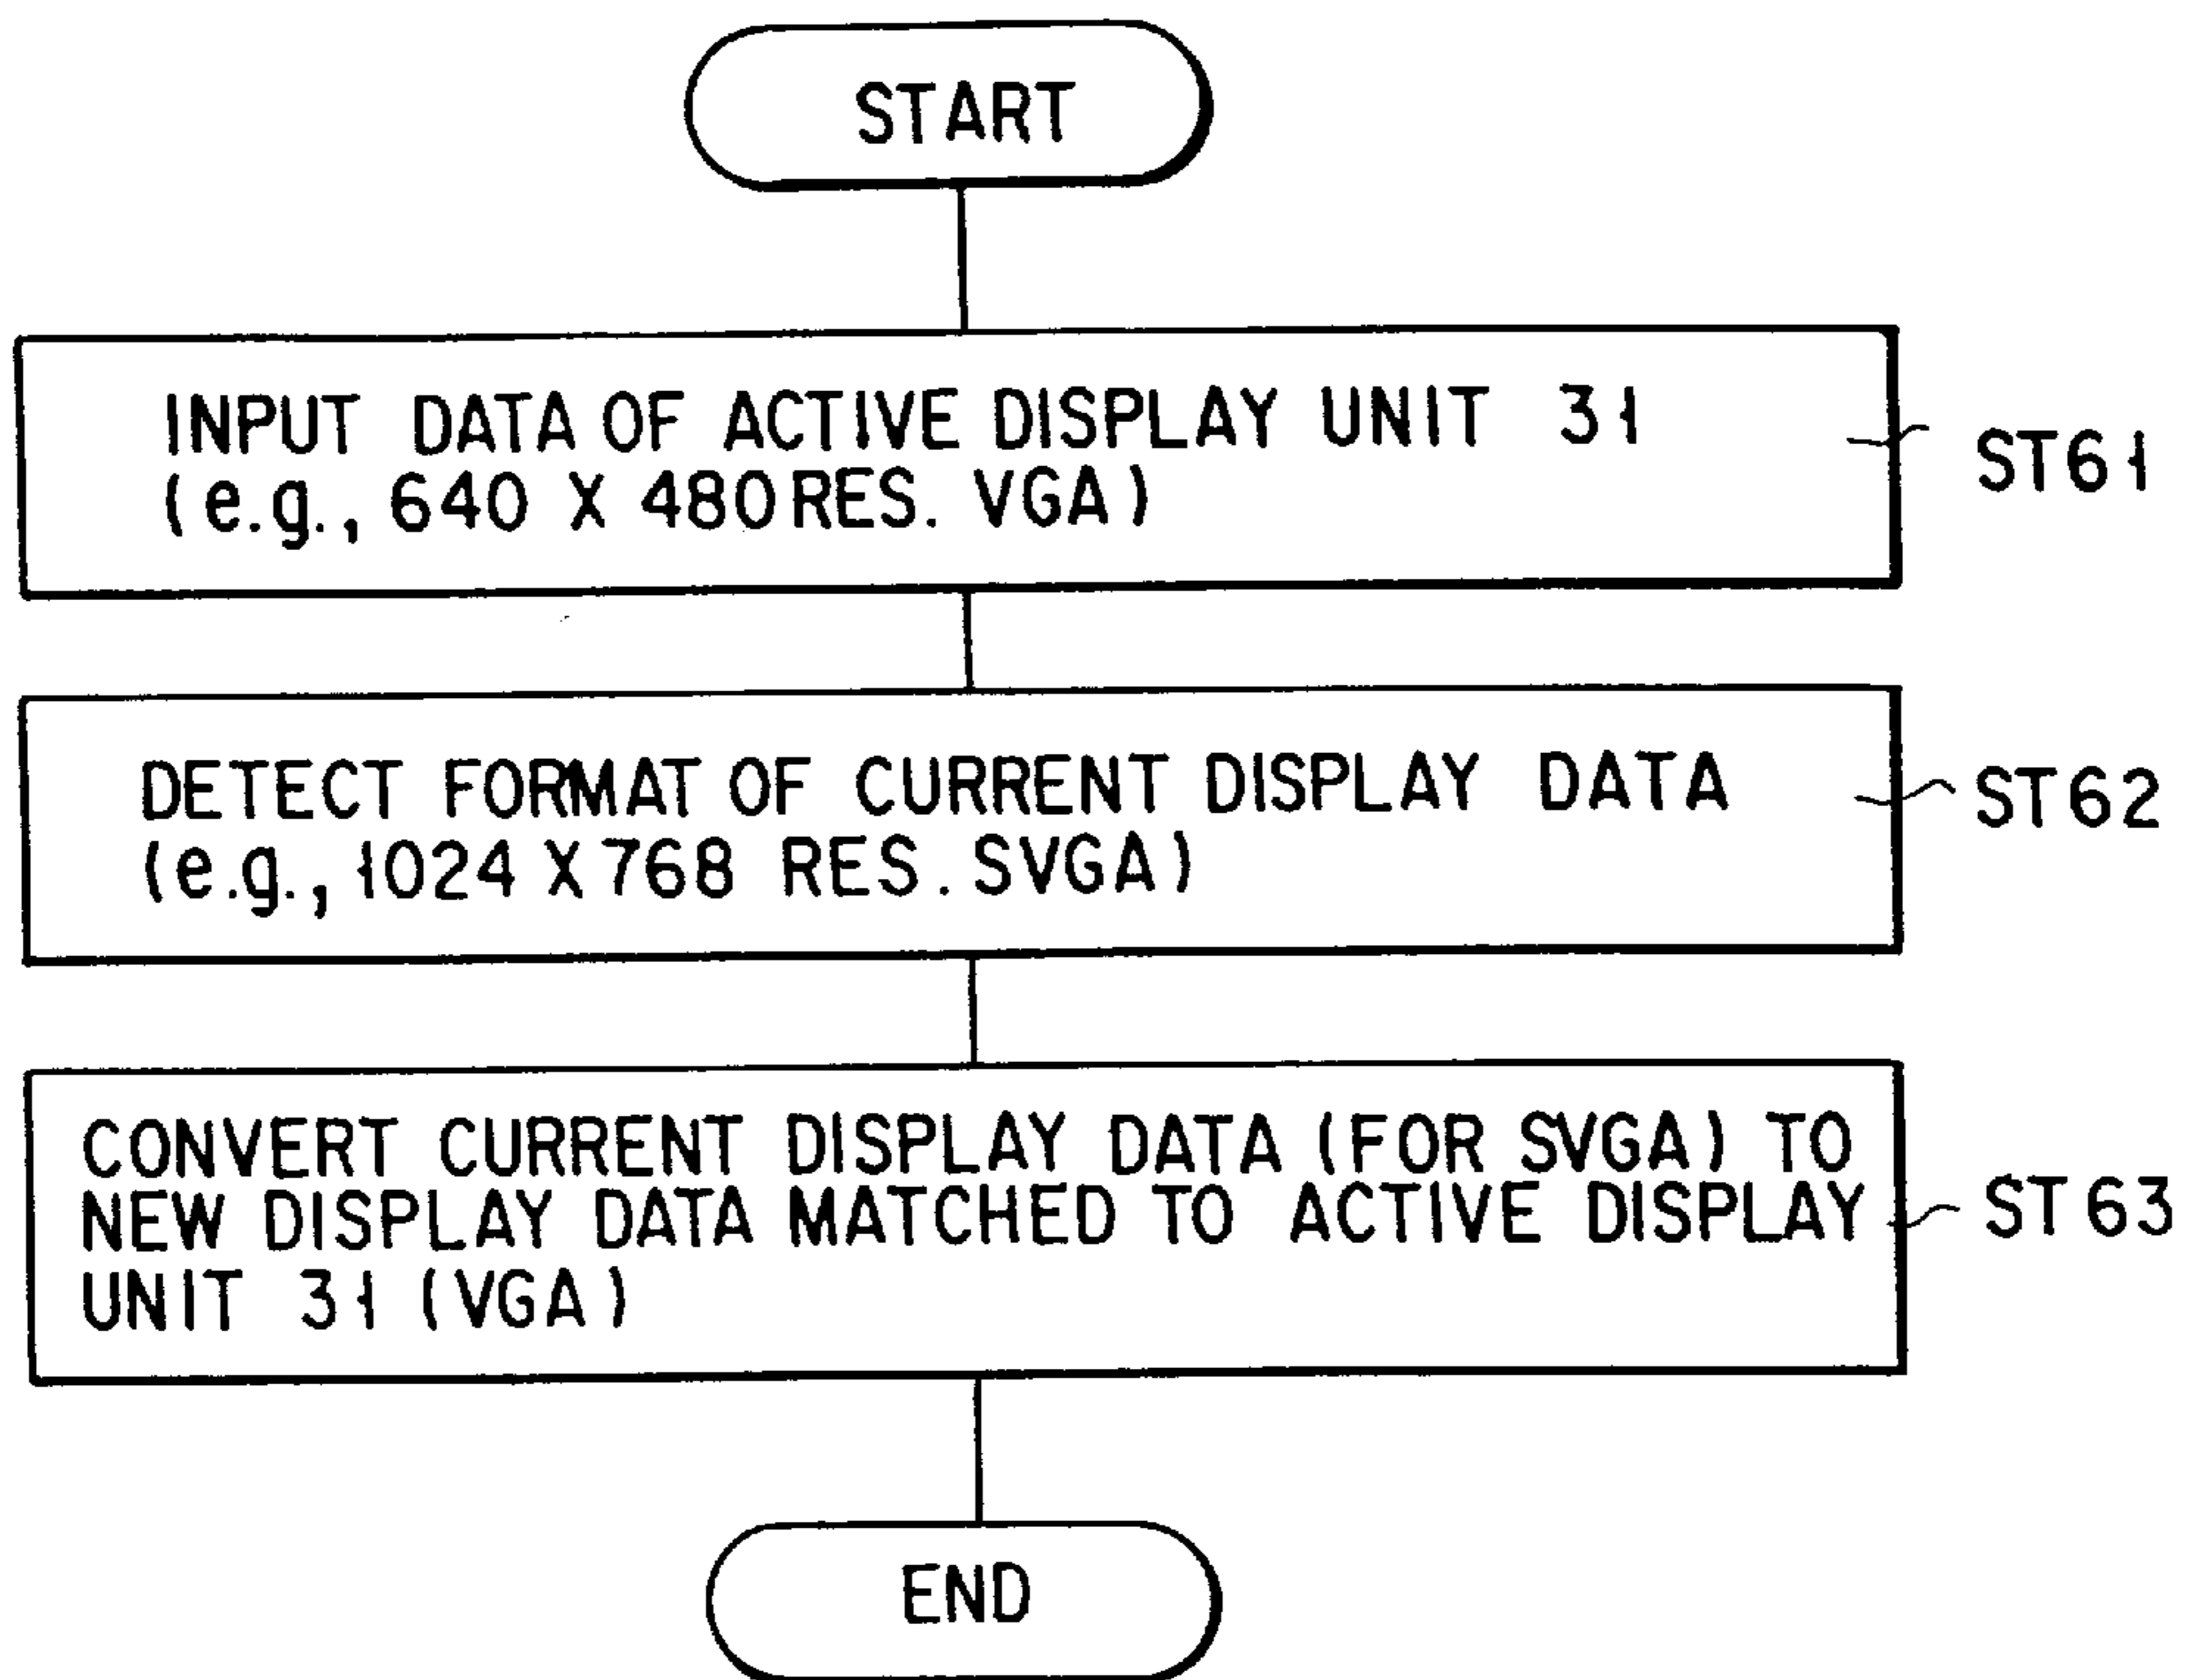 START
INPUT DATA OF ACTIVE DISPLAY UNIT 31
(e.g., 640 X 480 RES. VGA)
ST61
DETECT FORMAT OF CURRENT DISPLAY DATA
(e.g., 1024 X 768 RES. SVGA)
ST62
CONVERT CURRENT DISPLAY DATA (FOR SVGA) TO
NEW DISPLAY DATA MATCHED TO ACTIVE DISPLAY
UNIT 31 (VGA)
ST63
END